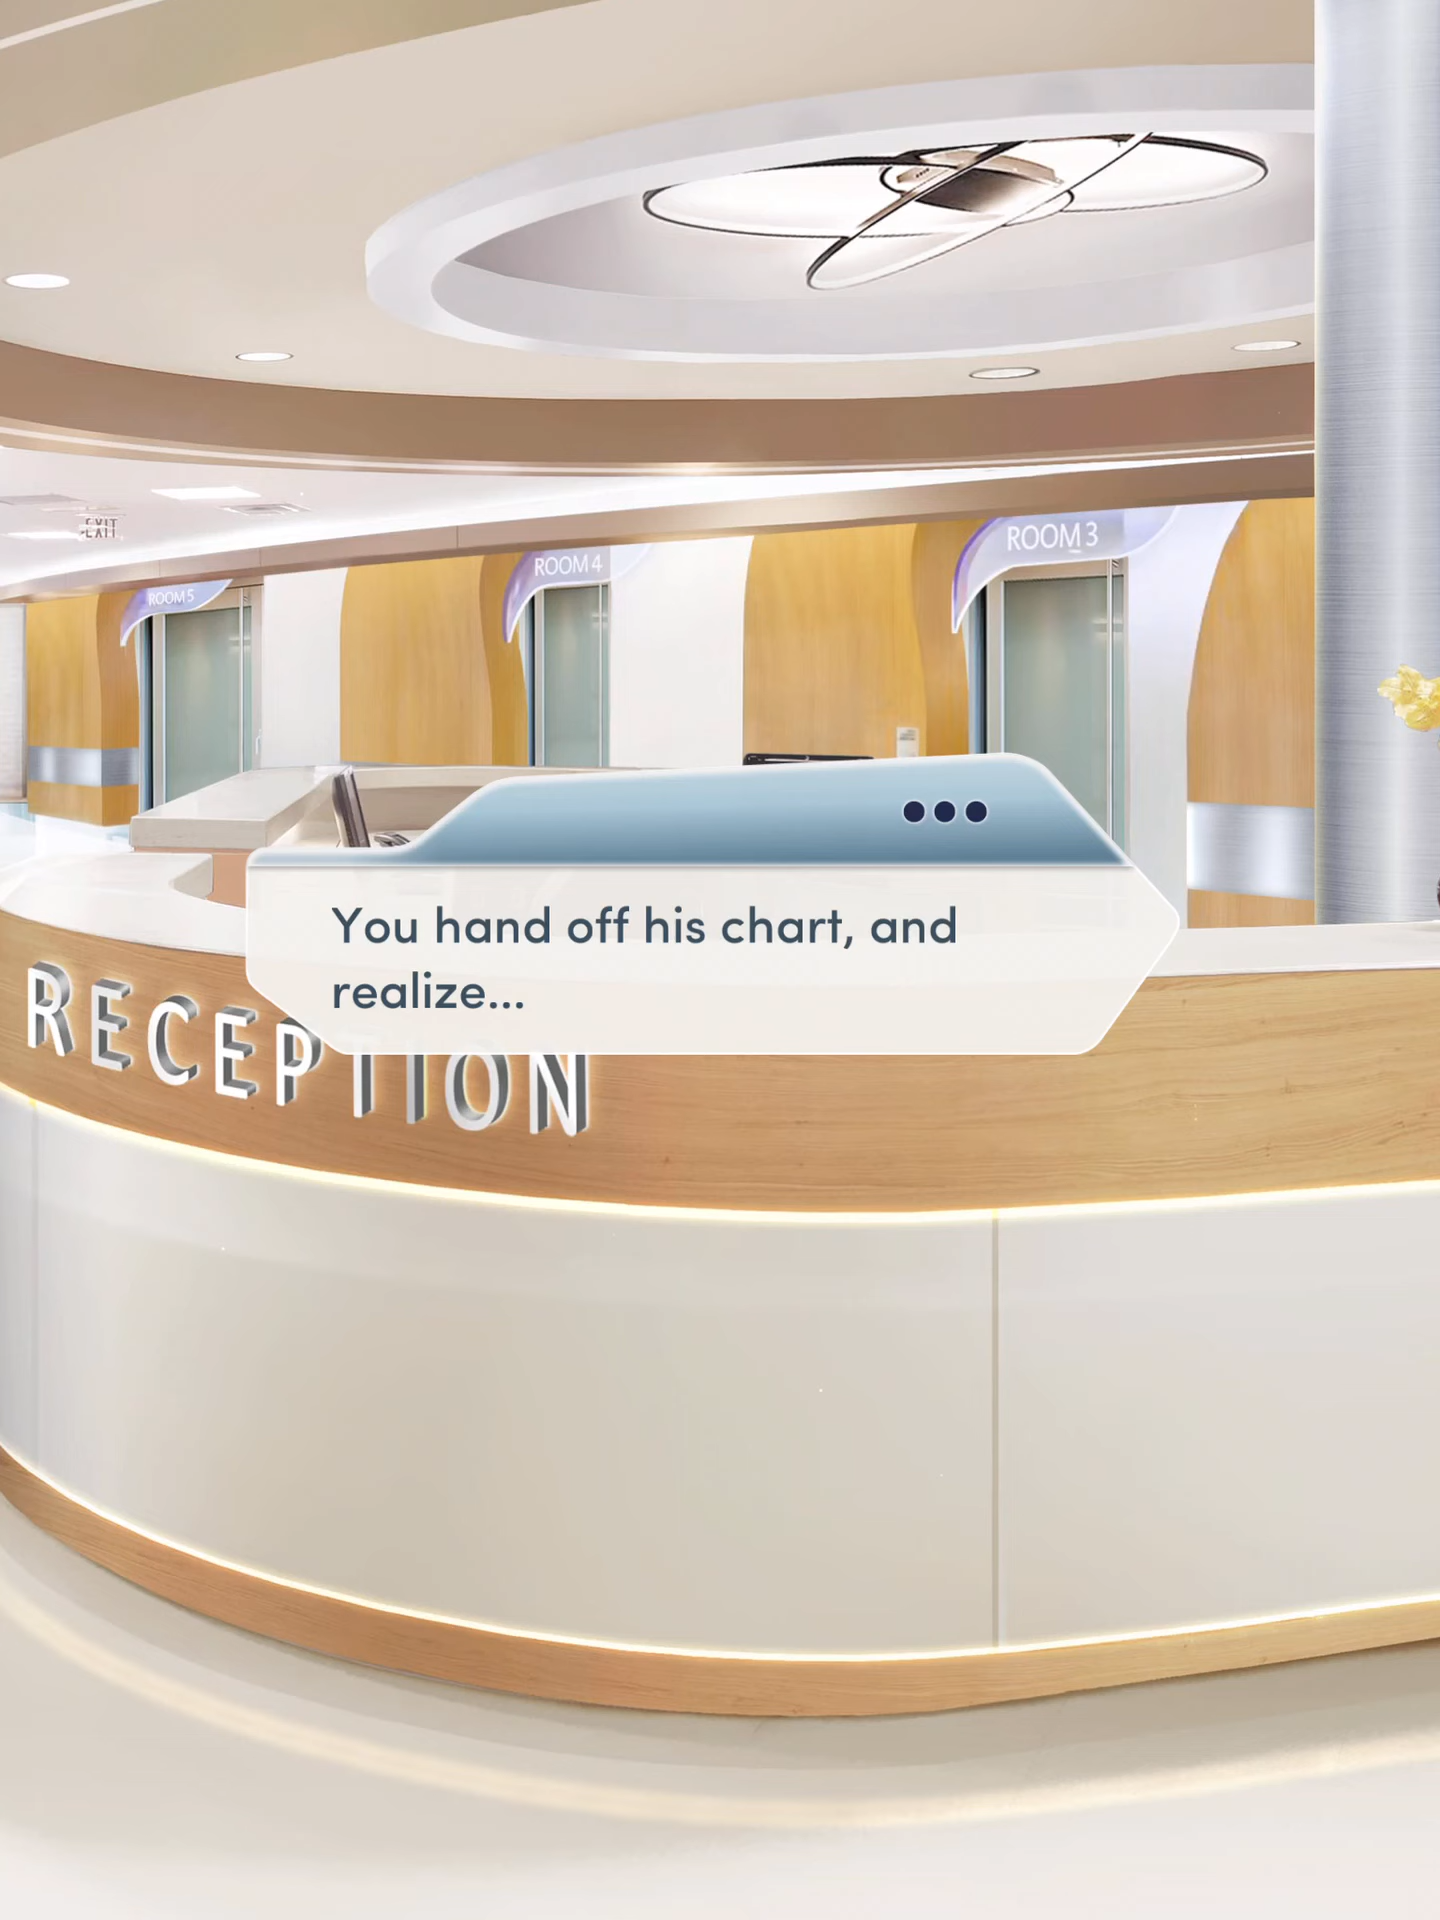 EXIT
ROOM 5
ROOM 4
ROOM 3
You hand off his chart, and
realize...
RECEPTION